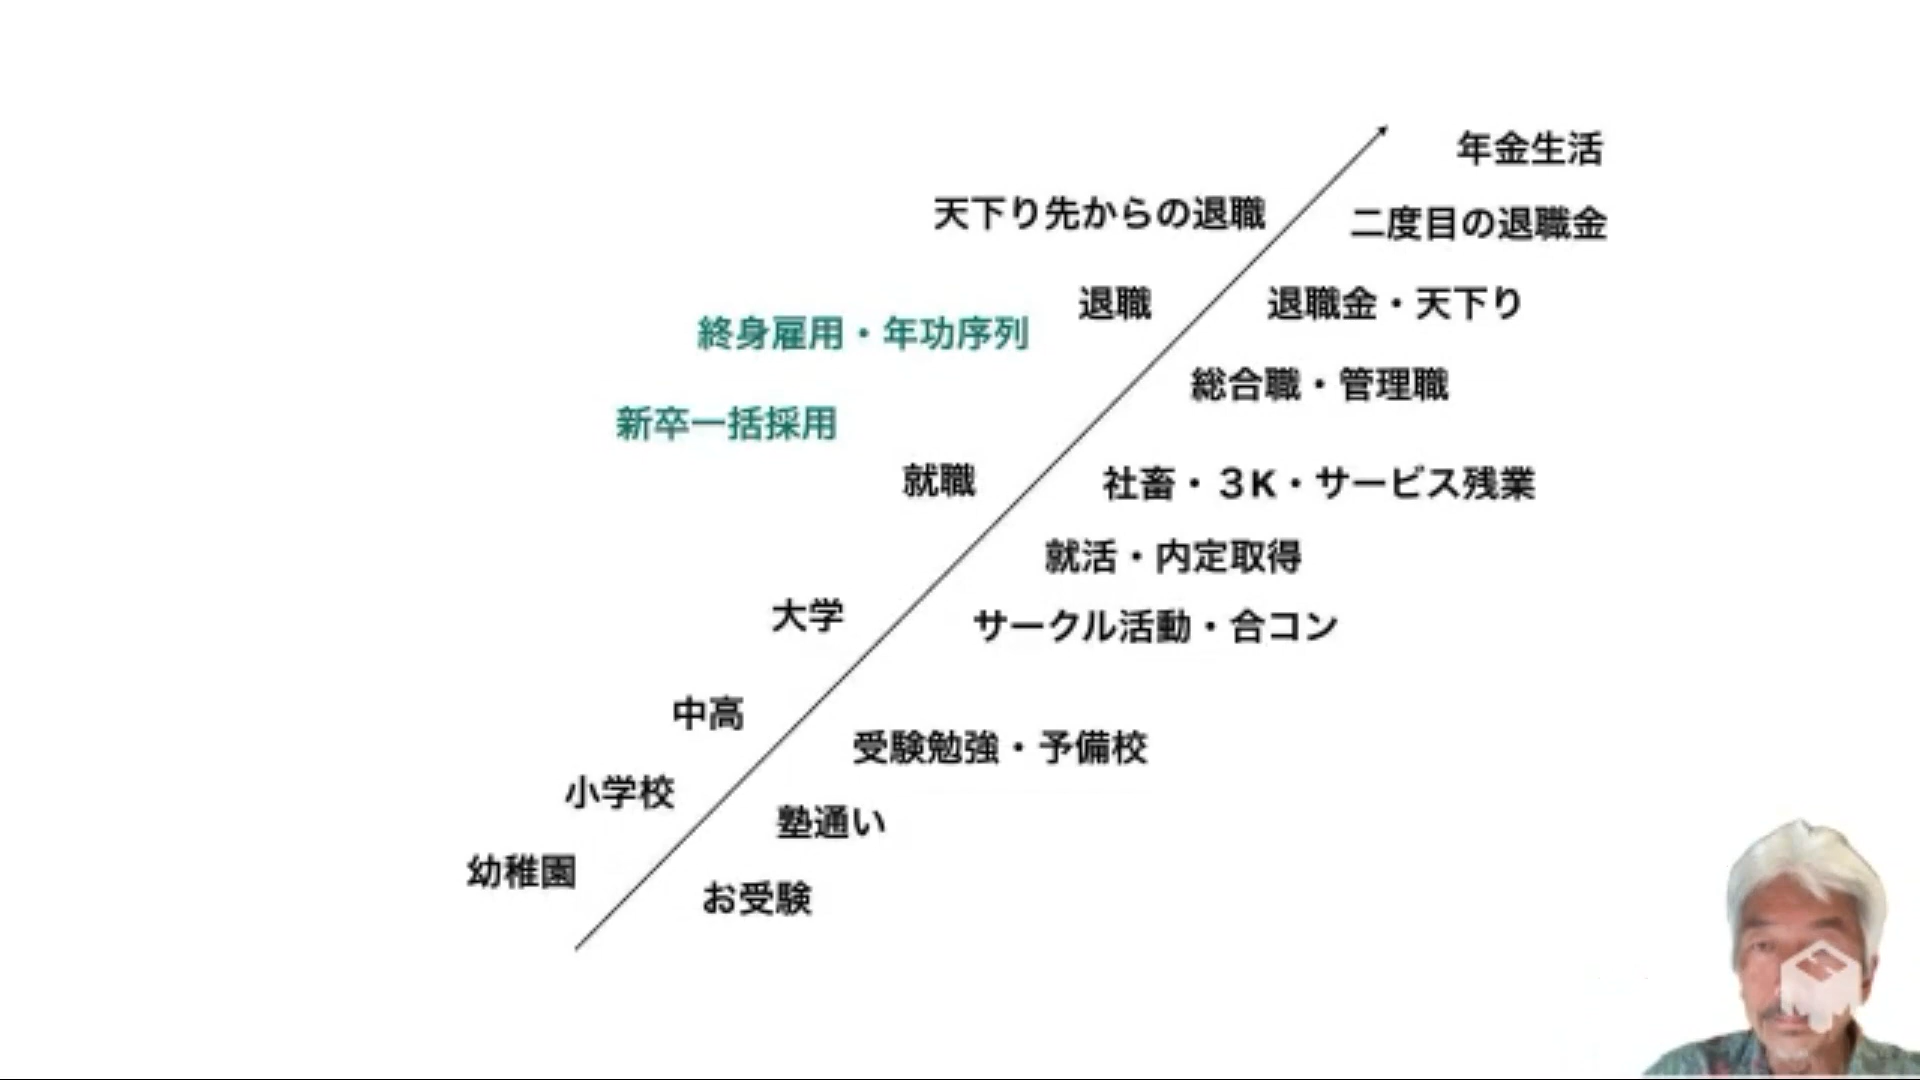 年金生活
天下り先からの退職
二度目の退職金
退職
退職金・天下り
終身雇用・年功序列
総合職・管理職
新卒一括採用
就職
社畜・３K・サービス残業
就活・内定取得
大学
サークル活動・合コン
中高
受験勉強・予備校
小学校
塾通い
幼稚園
お受験